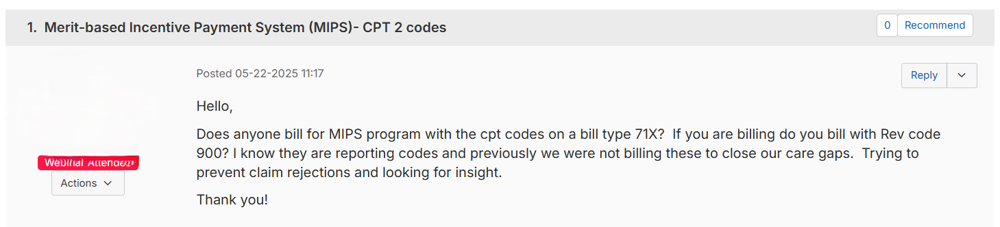 1. Merit-based Incentive Payment System (MIPS)- CPT 2 codes
0 Recommend
Posted 05-22-2025 11:17
Reply
Hello,
Does anyone bill for MIPS program with the cpt codes on a bill type 71X? If you are billing do you bill with Rev code
900? I know they are reporting codes and previously we were not billing these to close our care gaps. Trying to
prevent claim rejections and looking for insight.
Thank you!
Webinar Attendee
Actions